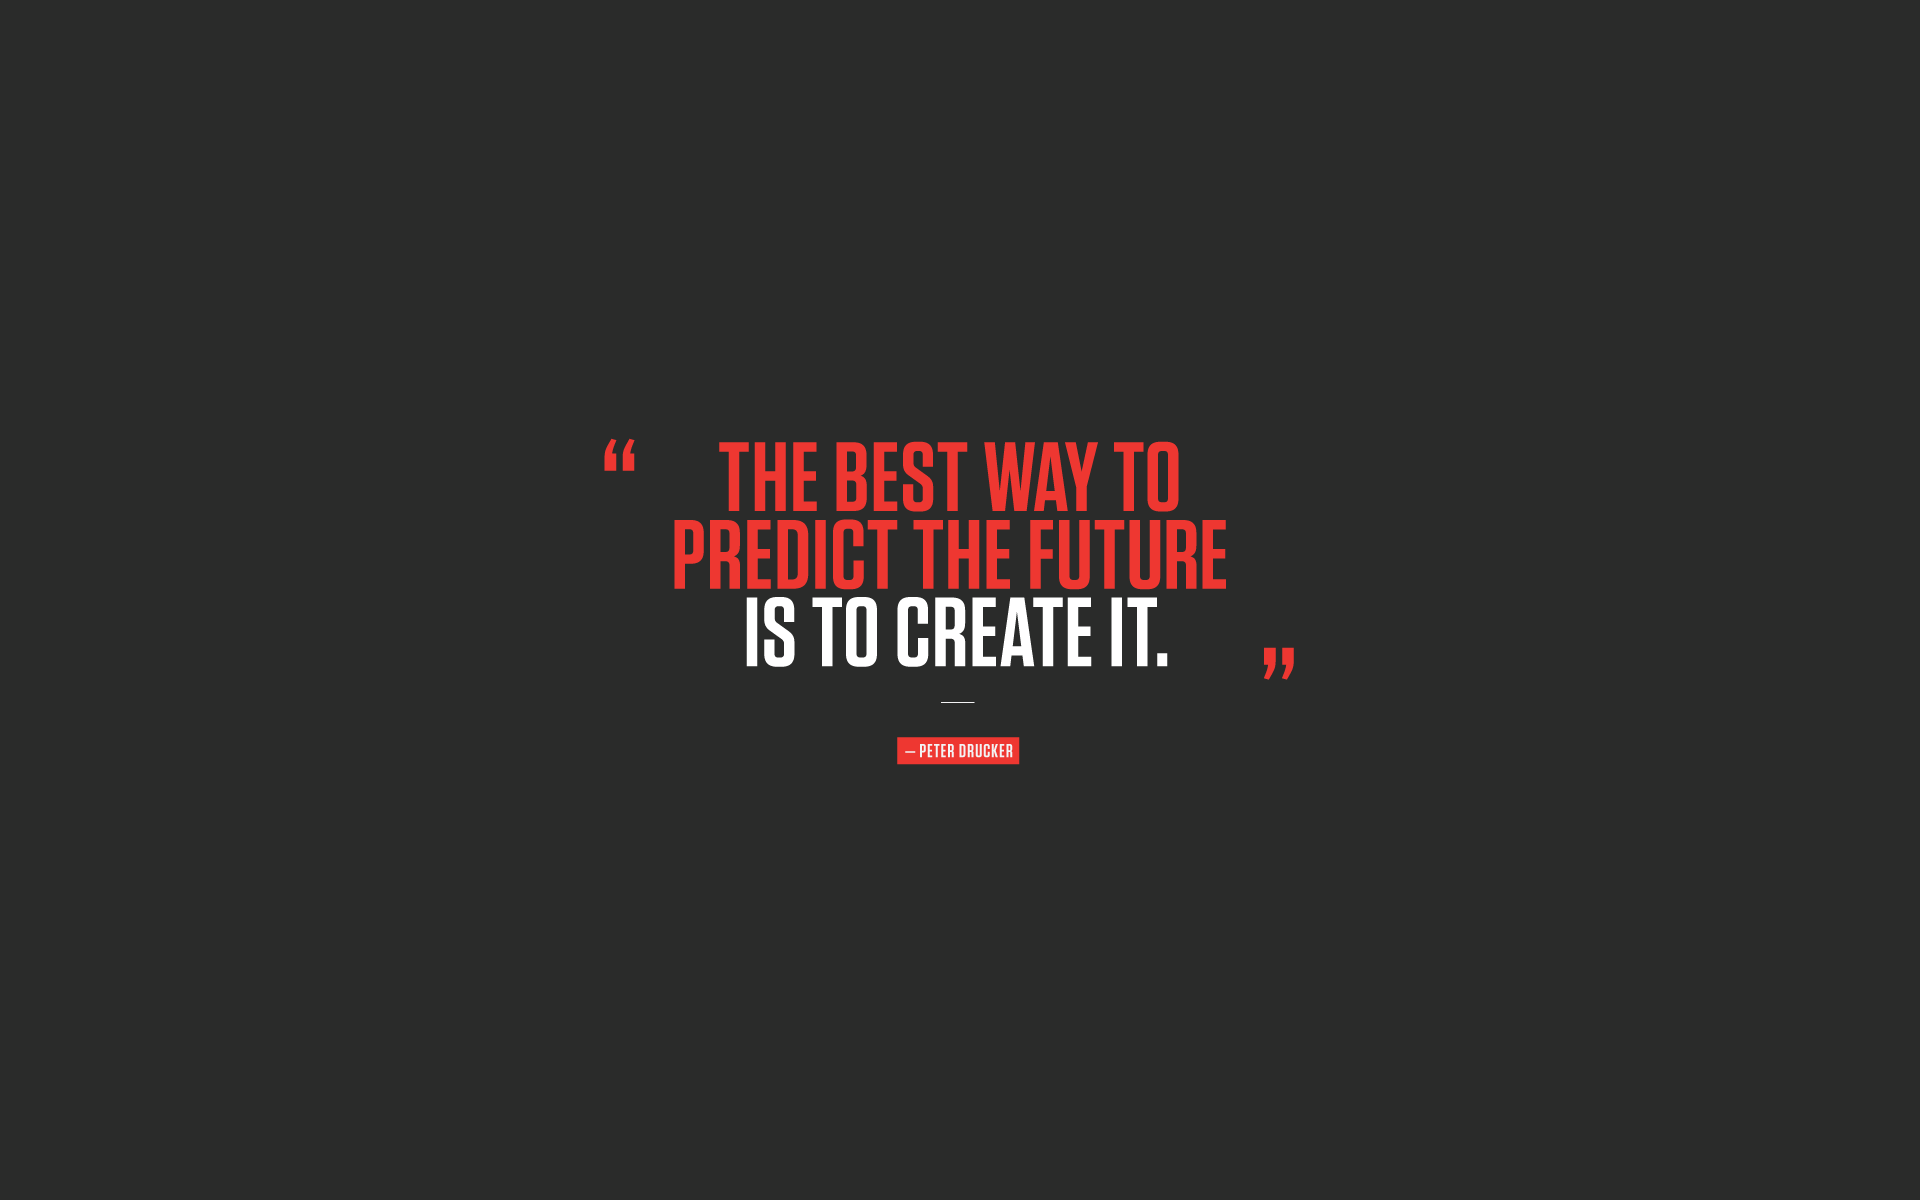 “ THE BEST WAY TO
PREDICT THE FUTURE
IS TO CREATE IT. ”
– PETER DRUCKER